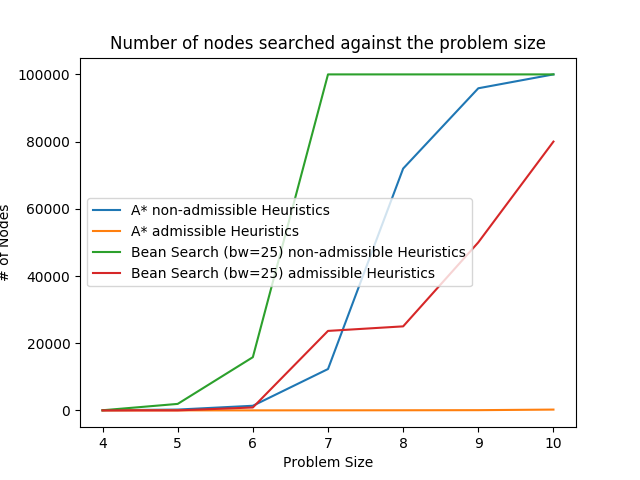 Number of nodes searched against the problem size
100000
80000
60000
40000
20000
0
# of Nodes
A* non-admissible Heuristics
A* admissible Heuristics
Bean Search (bw=25) non-admissible Heuristics
Bean Search (bw=25) admissible Heuristics
4 5 6 7 8 9 10
Problem Size